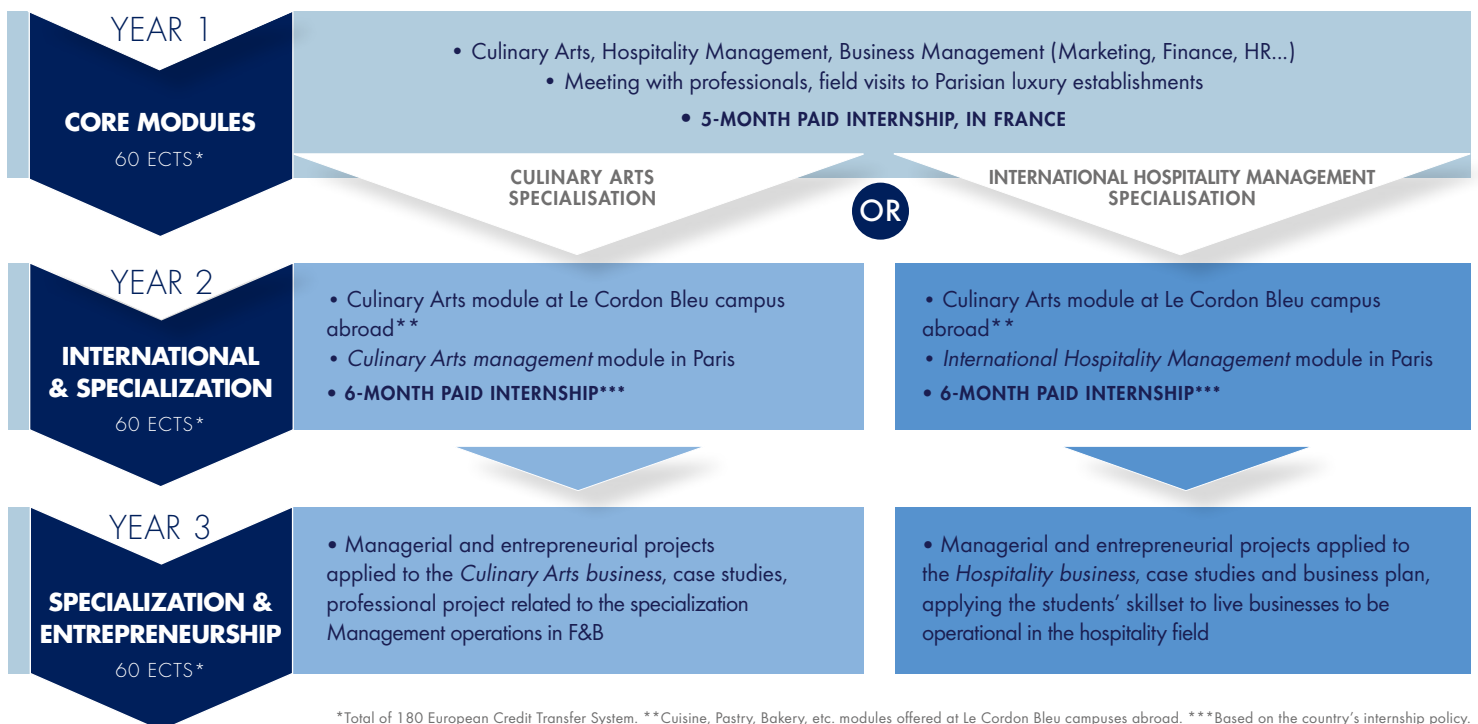 YEAR 1
CORE MODULES
60 ECTS*
• Culinary Arts, Hospitality Management, Business Management (Marketing, Finance, HR...)
• Meeting with professionals, field visits to Parisian luxury establishments
• 5-MONTH PAID INTERNSHIP, IN FRANCE
CULINARY ARTS
SPECIALISATION
OR
INTERNATIONAL HOSPITALITY MANAGEMENT
SPECIALISATION
YEAR 2
INTERNATIONAL
& SPECIALIZATION
60 ECTS*
• Culinary Arts module at Le Cordon Bleu campus
abroad**
• Culinary Arts management module in Paris
• 6-MONTH PAID INTERNSHIP***
• Culinary Arts module at Le Cordon Bleu campus
abroad**
• International Hospitality Management module in Paris
• 6-MONTH PAID INTERNSHIP***
YEAR 3
SPECIALIZATION &
ENTREPRENEURSHIP
60 ECTS*
• Managerial and entrepreneurial projects
applied to the Culinary Arts business, case studies,
professional project related to the specialization
Management operations in F&B
• Managerial and entrepreneurial projects applied to
the Hospitality business, case studies and business plan,
applying the students' skillset to live businesses to be
operational in the hospitality field
*Total of 180 European Credit Transfer System. **Cuisine, Pastry, Bakery, etc. modules offered at Le Cordon Bleu campuses abroad. ***Based on the country's internship policy.